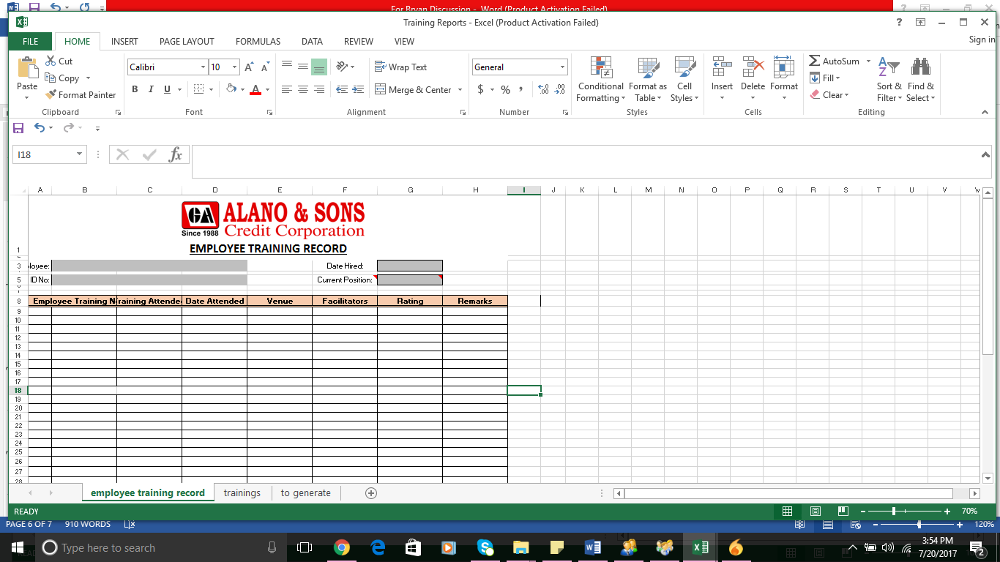 For Bryan Discussion - Word (Product Activation Failed)
Training Reports - Excel (Product Activation Failed)
FILE HOME INSERT PAGE LAYOUT FORMULAS DATA REVIEW VIEW
Sign in
Paste
Cut
Copy
Format Painter
Clipboard
Calibri 10
B I U
Font
Wrap Text
Merge & Center
Alignment
General
$ % ,
Number
Conditional Formatting
Format as Table
Cell Styles
Styles
Insert Delete Format
Cells
AutoSum
Fill
Clear
Sort & Filter
Find & Select
Editing
I18
fx
A B C D E F G H I J K L M N O P Q R S T U V W
GA
Since 1988
ALANO & SONS
Credit Corporation
1
EMPLOYEE TRAINING RECORD
3 loyee: Date Hired:
5 ID No: Current Position:
8 Employee Training N raining Attende Date Attended Venue Facilitators Rating Remarks
9
10
11
12
13
14
15
16
17
18
19
20
21
22
23
24
25
26
27
28
employee training record trainings to generate
READY
70%
PAGE 6 OF 7 910 WORDS
120%
Type here to search
3:54 PM
7/20/2017
2